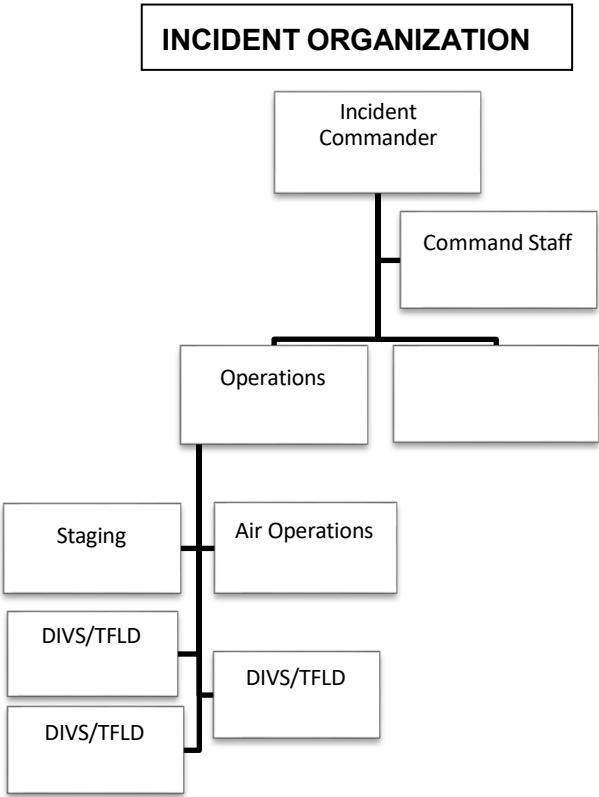 INCIDENT ORGANIZATION
Incident
Commander
Command Staff
Operations
Staging
Air Operations
DIVS/TFLD
DIVS/TFLD
DIVS/TFLD